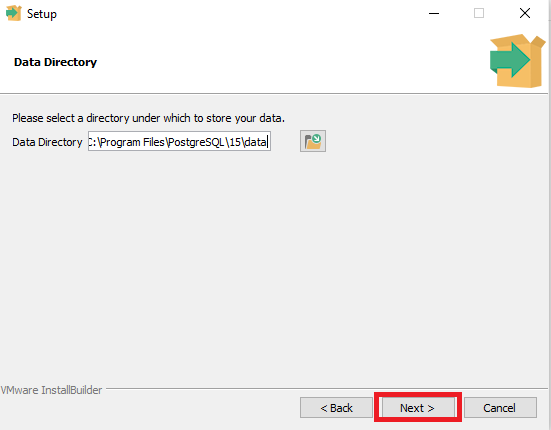 Setup
Data Directory
Please select a directory under which to store your data.
Data Directory C:\Program Files\PostgreSQL\15\data
VMware InstallBuilder
< Back Next > Cancel